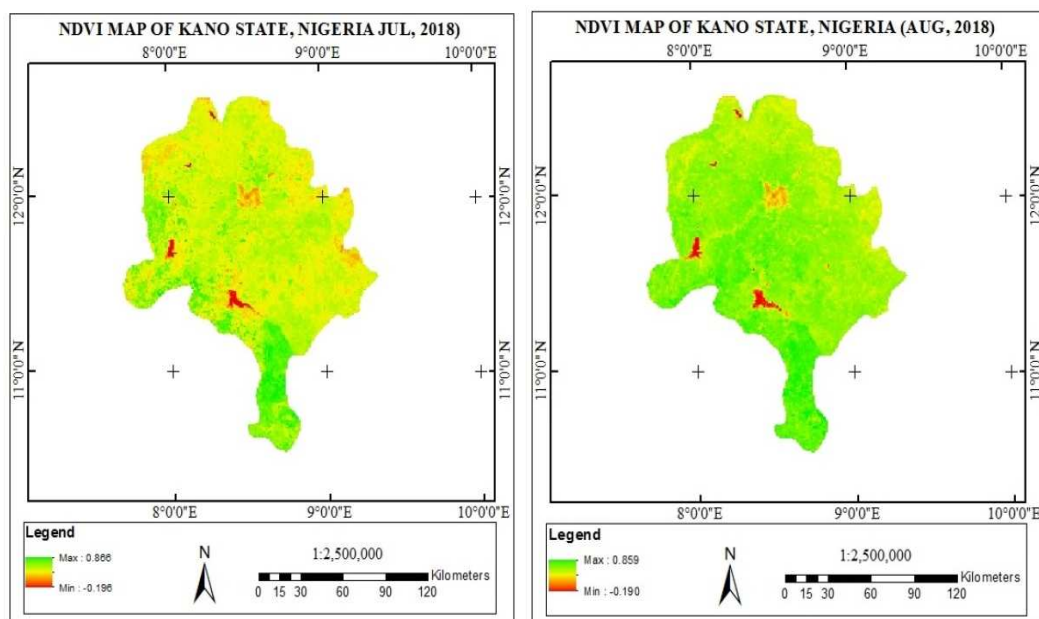 NDVI MAP OF KANO STATE, NIGERIA JUL, 2018)
8°0'0"E 9°0'0"E 10°0'0"E
12°0'0"N 12°0'0"N
11°0'0"N 11°0'0"N
8°0'0"E 9°0'0"E 10°0'0"E
Legend
Max : 0.866
Min : -0.196
N
1:2,500,000
Kilometers
0 15 30 60 90 120
NDVI MAP OF KANO STATE, NIGERIA (AUG, 2018)
8°0'0"E 9°0'0"E 10°0'0"E
12°0'0"N 12°0'0"N
11°0'0"N 11°0'0"N
8°0'0"E 9°0'0"E 10°0'0"E
Legend
Max : 0.859
Min : -0.190
N
1:2,500,000
Kilometers
0 15 30 60 90 120